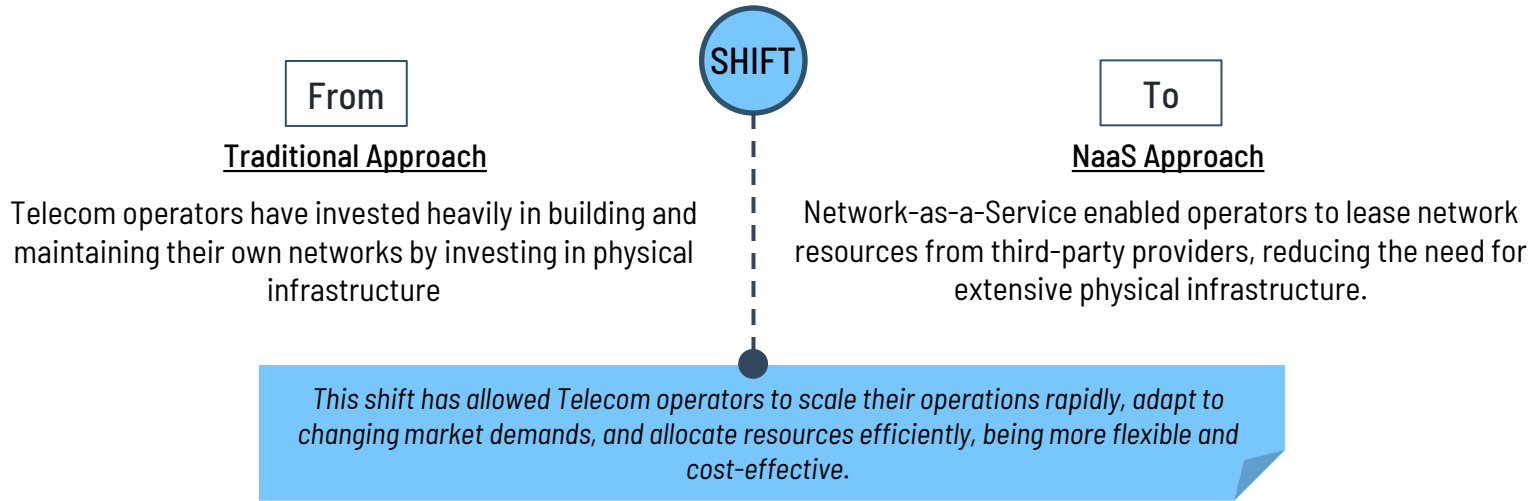 SHIFT
From
Traditional Approach
Telecom operators have invested heavily in building and
maintaining their own networks by investing in physical
infrastructure
To
NaaS Approach
Network-as-a-Service enabled operators to lease network
resources from third-party providers, reducing the need for
extensive physical infrastructure.
This shift has allowed Telecom operators to scale their operations rapidly, adapt to
changing market demands, and allocate resources efficiently, being more flexible and
cost-effective.